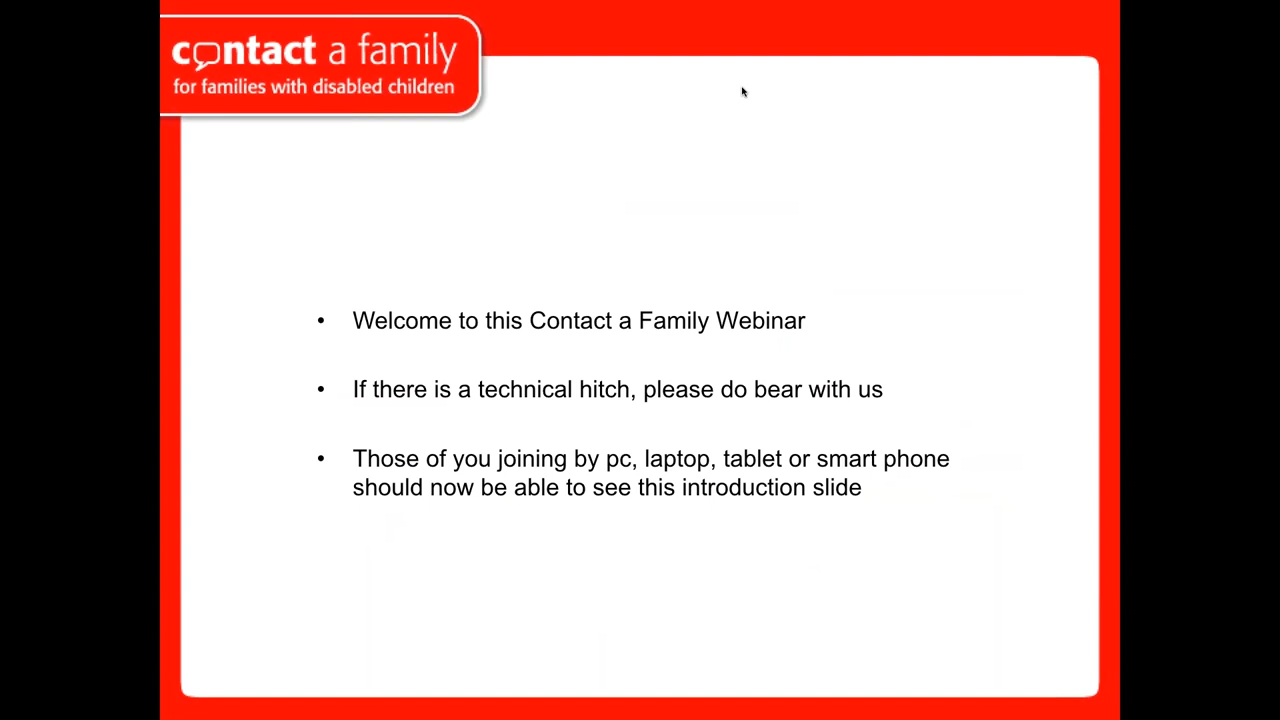 contact a family
for families with disabled children
• Welcome to this Contact a Family Webinar
• If there is a technical hitch, please do bear with us
• Those of you joining by pc, laptop, tablet or smart phone
should now be able to see this introduction slide